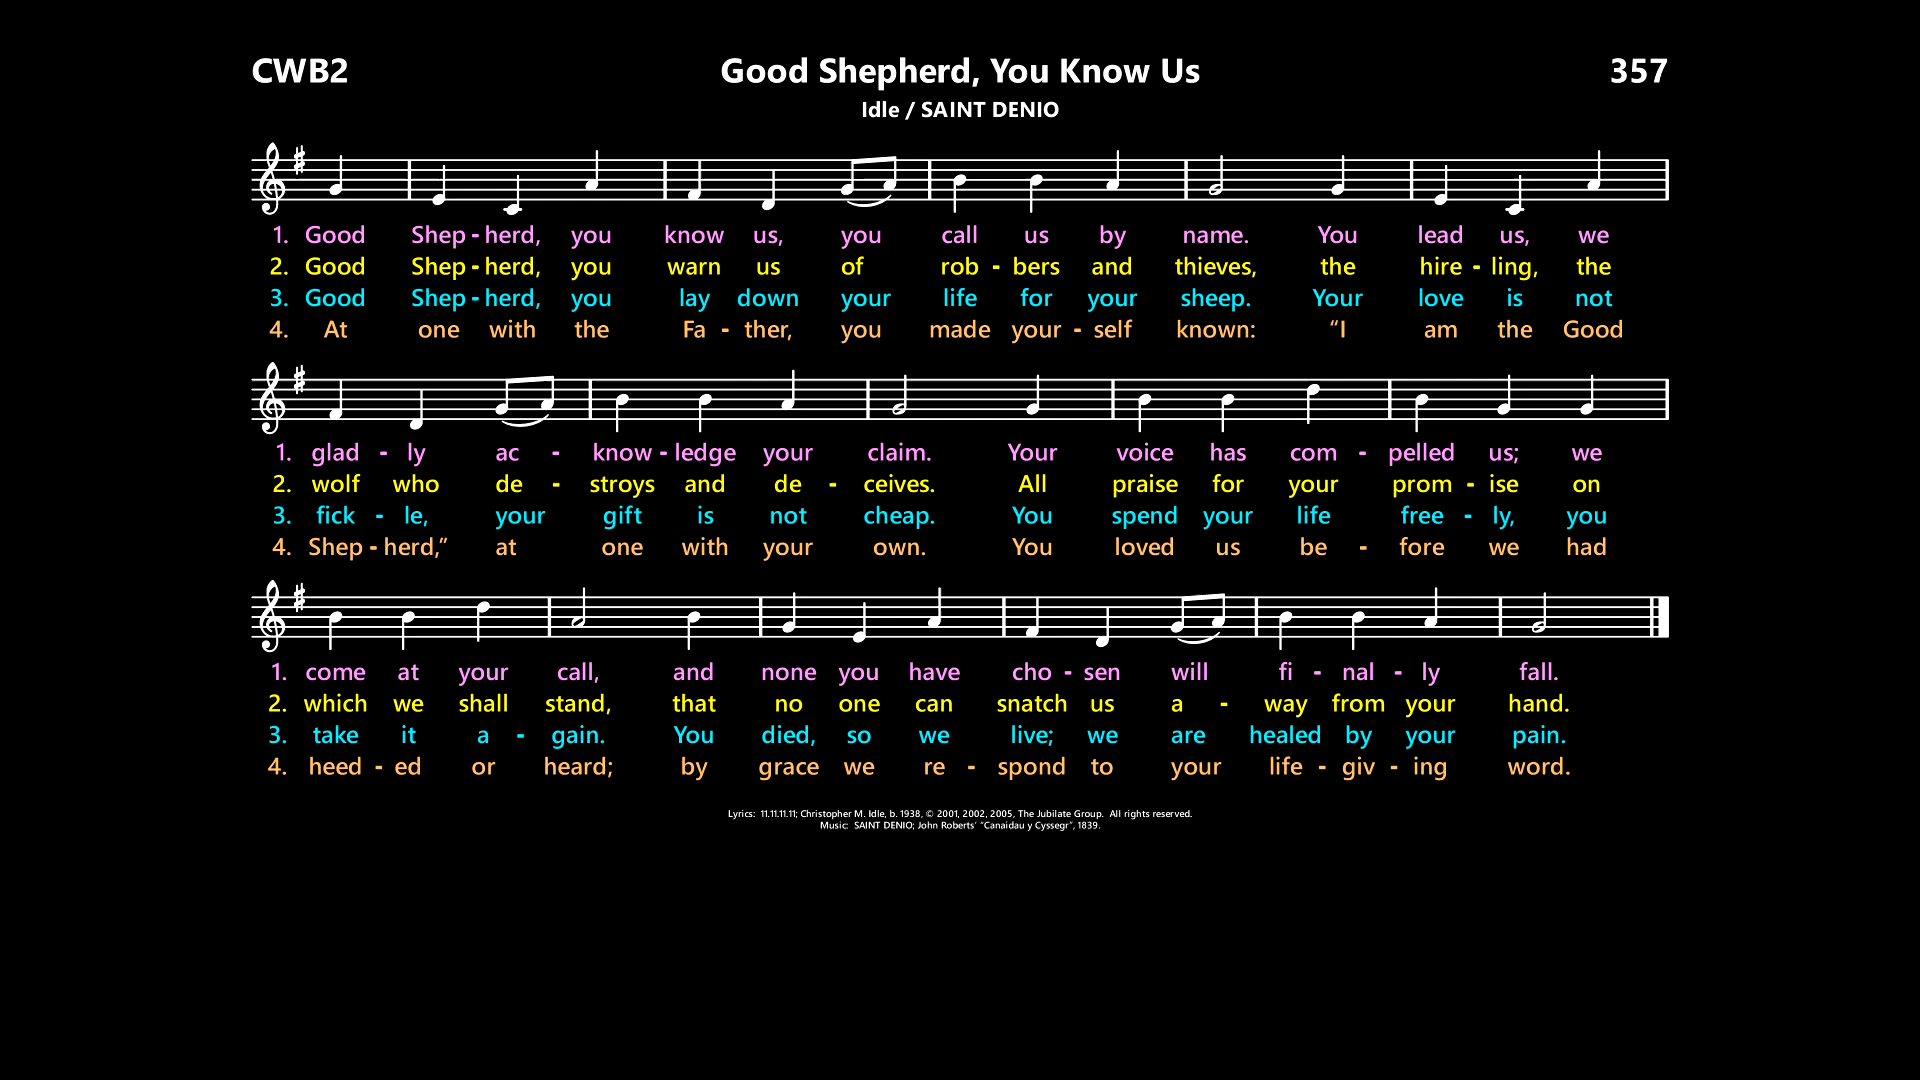 CWB2 Good Shepherd, You Know Us 357
Idle / SAINT DENIO
1. Good Shep - herd, you know us, you call us by name. You lead us, we
2. Good Shep - herd, you warn us of rob - bers and thieves, the hire - ling, the
3. Good Shep - herd, you lay down your life for your sheep. Your love is not
4. At one with the Fa - ther, you made your - self known: “I am the Good
1. glad - ly ac - know - ledge your claim. Your voice has com - pelled us; we
2. wolf who de - stroys and de - ceives. All praise for your prom - ise on
3. fick - le, your gift is not cheap. You spend your life free - ly, you
4. Shep - herd,” at one with your own. You loved us be - fore we had
1. come at your call, and none you have cho - sen will fi - nal - ly fall.
2. which we shall stand, that no one can snatch us a - way from your hand.
3. take it a - gain. You died, so we live; we are healed by your pain.
4. heed - ed or heard; by grace we re - spond to your life - giv - ing word.
Lyrics: 11.11.11.11; Christopher M. Idle, b. 1938, © 2001, 2002, 2005, The Jubilate Group. All rights reserved.
Music: SAINT DENIO; John Roberts’ “Canaidau y Cyssegr”, 1839.